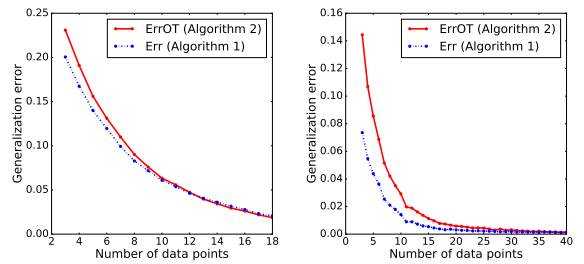 0.25
0.20
0.15
0.10
0.05
0.00
Generalization error
ErrOT (Algorithm 2)
Err (Algorithm 1)
2 4 6 8 10 12 14 16 18
Number of data points
0.16
0.14
0.12
0.10
0.08
0.06
0.04
0.02
0.00
Generalization error
ErrOT (Algorithm 2)
Err (Algorithm 1)
0 5 10 15 20 25 30 35 40
Number of data points